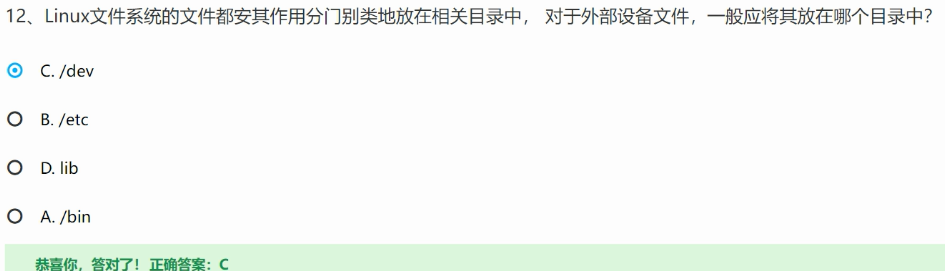 12、Linux文件系统的文件都安其作用分门别类地放在相关目录中， 对于外部设备文件，一般应将其放在哪个目录中?
C. /dev
B. /etc
D. lib
A. /bin
恭喜你，答对了！正确答案：C